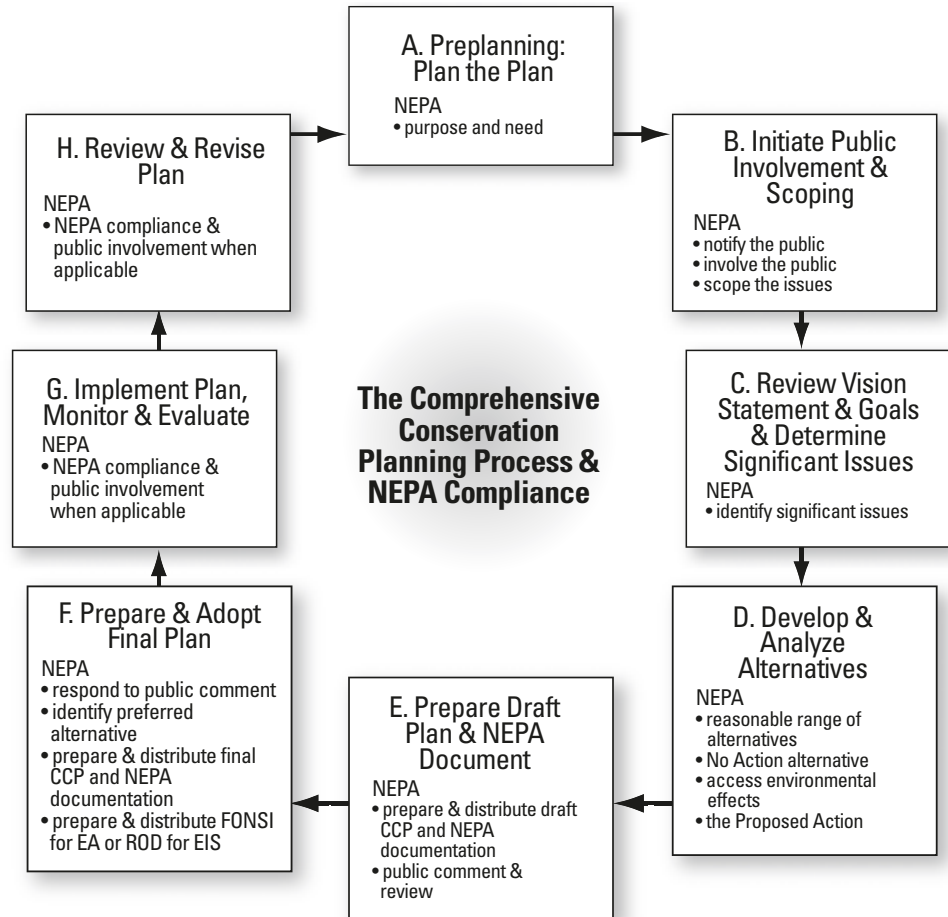 A. Preplanning:
Plan the Plan
NEPA
• purpose and need
B. Initiate Public
Involvement &
Scoping
NEPA
• notify the public
• involve the public
• scope the issues
C. Review Vision
Statement & Goals
& Determine
Significant Issues
NEPA
• identify significant issues
D. Develop &
Analyze
Alternatives
NEPA
• reasonable range of
alternatives
• No Action alternative
• access environmental
effects
• the Proposed Action
E. Prepare Draft
Plan & NEPA
Document
NEPA
• prepare & distribute draft
CCP and NEPA
documentation
• public comment &
review
F. Prepare & Adopt
Final Plan
NEPA
• respond to public comment
• identify preferred
alternative
• prepare & distribute final
CCP and NEPA
documentation
• prepare & distribute FONSI
for EA or ROD for EIS
G. Implement Plan,
Monitor & Evaluate
NEPA
• NEPA compliance &
public involvement
when applicable
H. Review & Revise
Plan
NEPA
• NEPA compliance &
public involvement when
applicable
The Comprehensive
Conservation
Planning Process &
NEPA Compliance